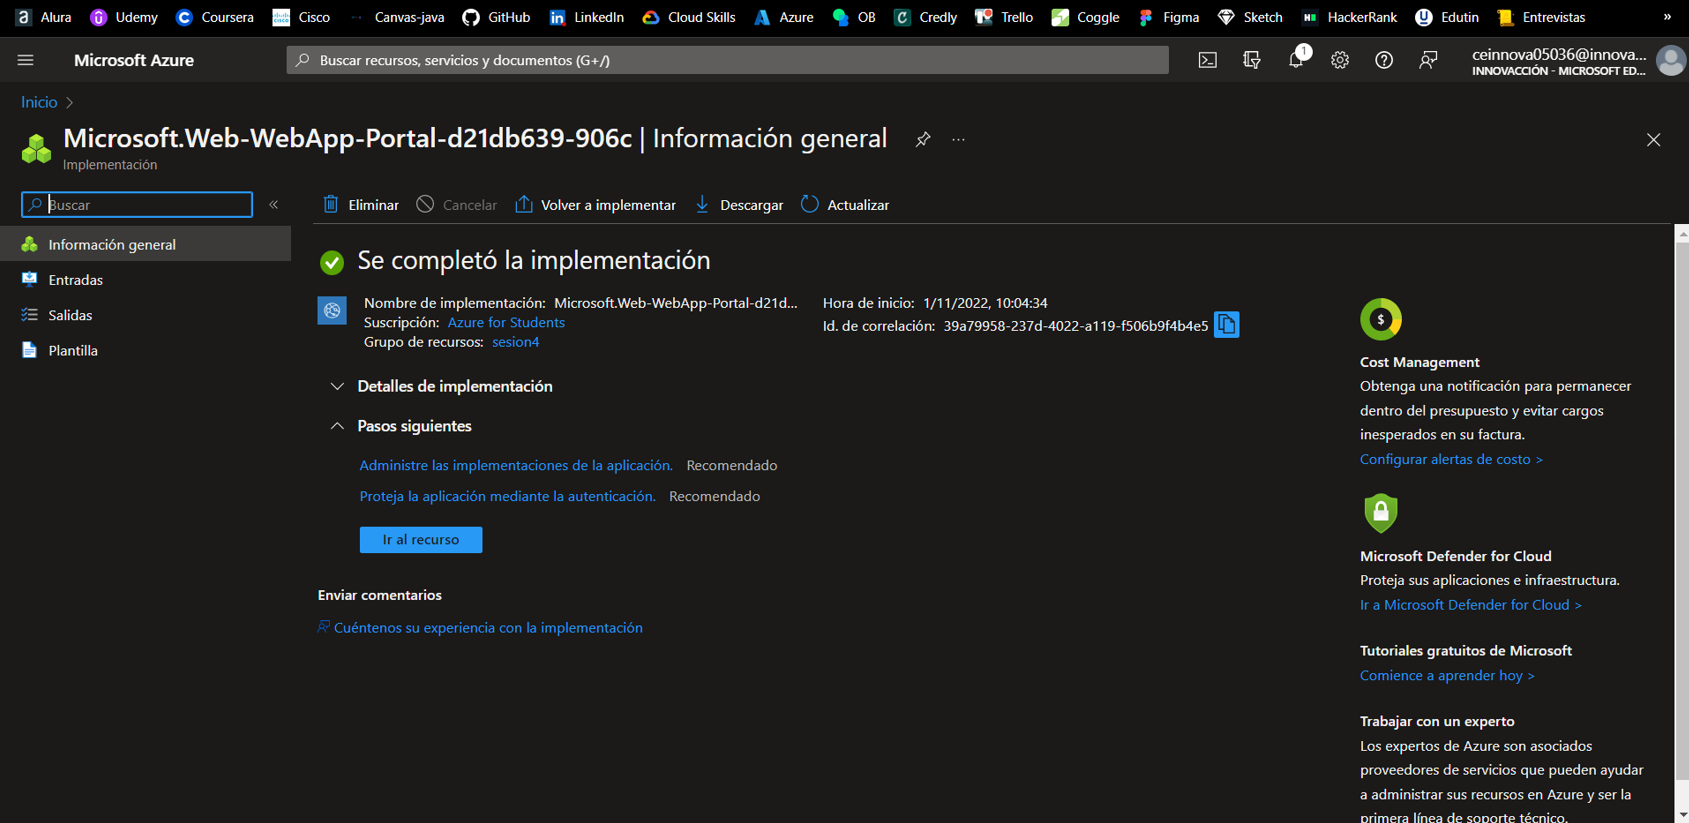 Alura Udemy Coursera Cisco Canvas-java GitHub LinkedIn Cloud Skills Azure OB Credly Trello Coggle Figma Sketch HackerRank Edutin Entrevistas »
Microsoft Azure
Buscar recursos, servicios y documentos (G+/)
1
ceinnova05036@innova...
INNOVACCIÓN - MICROSOFT ED...
Inicio >
Microsoft.Web-WebApp-Portal-d21db639-906c | Información general
Implementación
Buscar
«
Eliminar Cancelar Volver a implementar Descargar Actualizar
Información general
Entradas
Salidas
Plantilla
Se completó la implementación
Nombre de implementación: Microsoft.Web-WebApp-Portal-d21d...
Suscripción: Azure for Students
Grupo de recursos: sesion4
Hora de inicio: 1/11/2022, 10:04:34
Id. de correlación: 39a79958-237d-4022-a119-f506b9f4b4e5
Detalles de implementación
Pasos siguientes
Administre las implementaciones de la aplicación. Recomendado
Proteja la aplicación mediante la autenticación. Recomendado
Ir al recurso
Enviar comentarios
Cuéntenos su experiencia con la implementación
$
Cost Management
Obtenga una notificación para permanecer
dentro del presupuesto y evitar cargos
inesperados en su factura.
Configurar alertas de costo >
Microsoft Defender for Cloud
Proteja sus aplicaciones e infraestructura.
Ir a Microsoft Defender for Cloud >
Tutoriales gratuitos de Microsoft
Comience a aprender hoy >
Trabajar con un experto
Los expertos de Azure son asociados
proveedores de servicios que pueden ayudar
a administrar sus recursos en Azure y ser la
primera línea de soporte técnico.